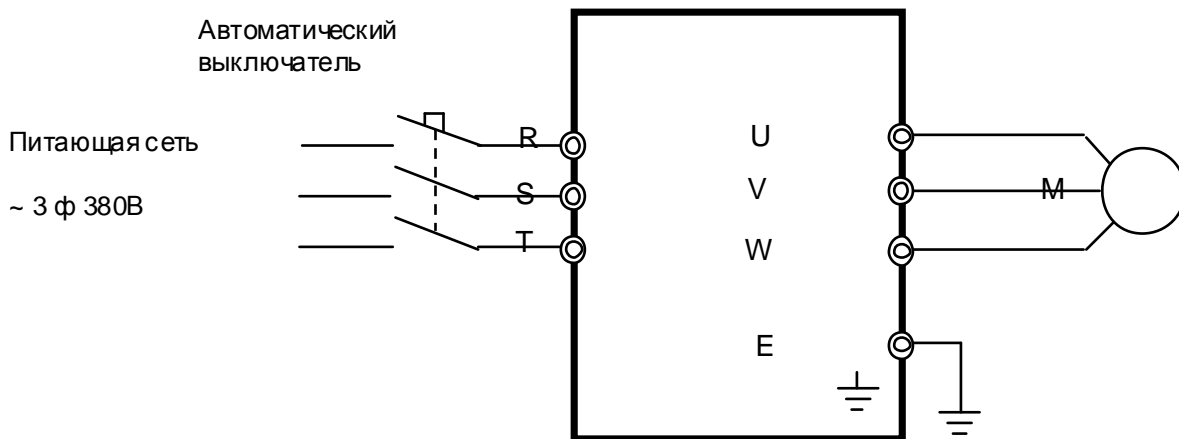 Автоматический
выключатель
Питающая сеть
~ 3 ф 380В
R
S
T
U
V
W
E
M